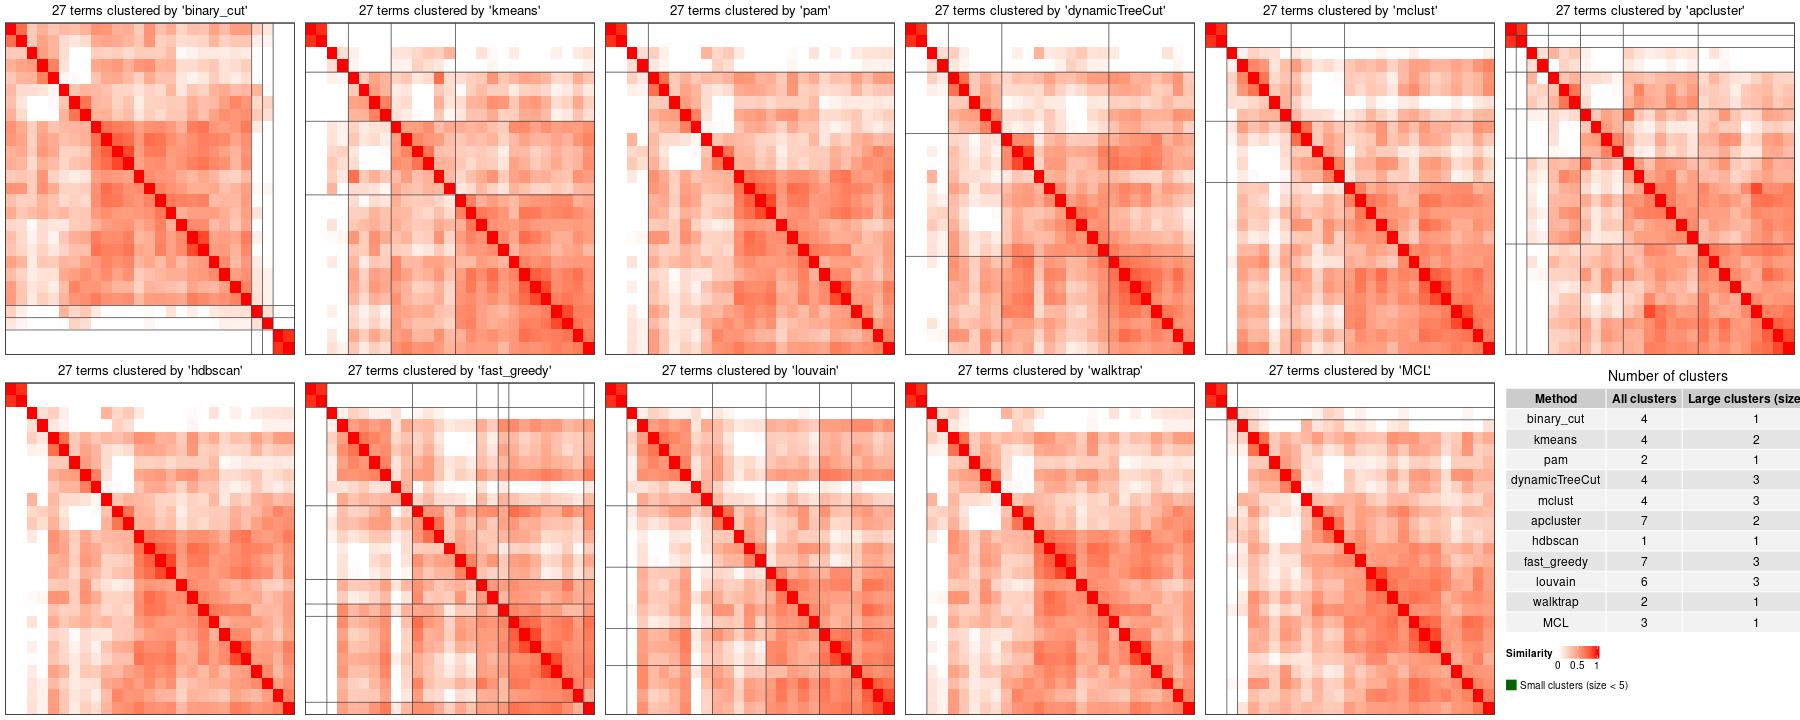 27 terms clustered by 'binary_cut'
27 terms clustered by 'kmeans'
27 terms clustered by 'pam'
27 terms clustered by 'dynamicTreeCut'
27 terms clustered by 'mclust'
27 terms clustered by 'apcluster'
27 terms clustered by 'hdbscan'
27 terms clustered by 'fast_greedy'
27 terms clustered by 'louvain'
27 terms clustered by 'walktrap'
27 terms clustered by 'MCL'
Number of clusters
Method All clusters Large clusters (size
binary_cut 4 1
kmeans 4 2
pam 2 1
dynamicTreeCut 4 3
mclust 4 3
apcluster 7 2
hdbscan 1 1
fast_greedy 7 3
louvain 6 3
walktrap 2 1
MCL 3 1
Similarity
0 0.5 1
Small clusters (size < 5)